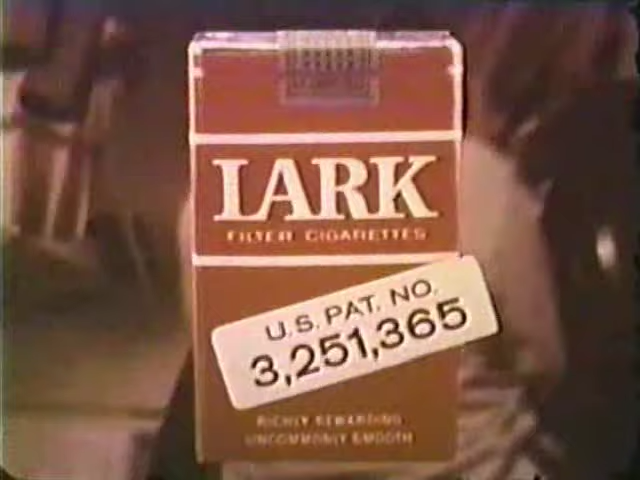 LARK
FILTER CIGARETTES
U.S. PAT. NO.
3,251,365
RICHLY REWARDING
UNCOMMONLY SMOOTH